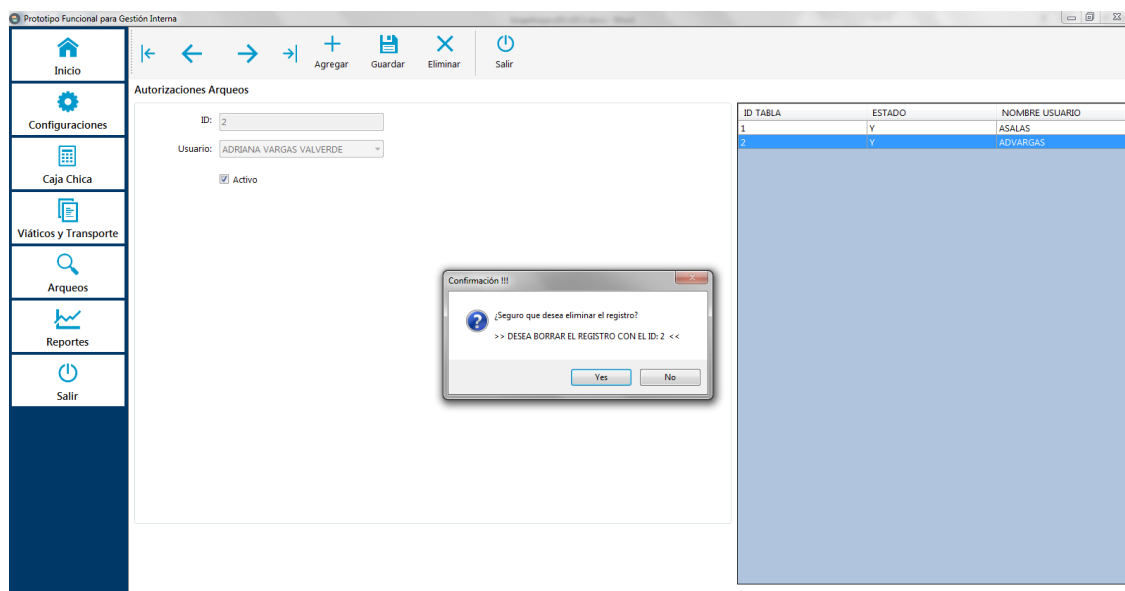 Prototipo Funcional para Gestión Interna
Inicio
Configuraciones
Caja Chica
Viáticos y Transporte
Arqueos
Reportes
Salir
Agregar
Guardar
Eliminar
Salir
Autorizaciones Arqueos
ID: 2
Usuario: ADRIANA VARGAS VALVERDE
Activo
ID TABLA ESTADO NOMBRE USUARIO
1 Y ASALAS
2 Y ADVARGAS
Confirmación !!!
¿Seguro que desea eliminar el registro?
>> DESEA BORRAR EL REGISTRO CON EL ID: 2 <<
Yes No